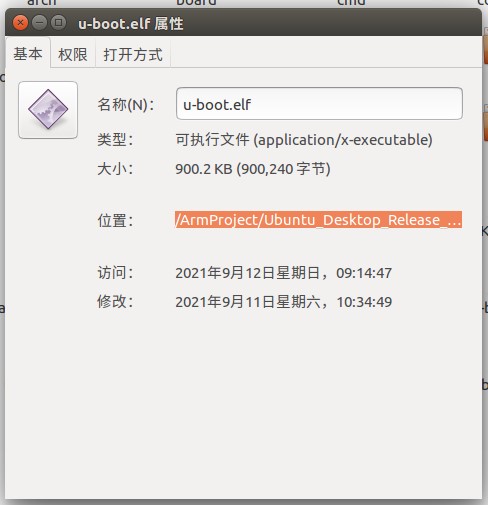 arch board cmd
u-boot.elf 属性
基本 权限 打开方式
名称(N)： u-boot.elf
类型： 可执行文件 (application/x-executable)
大小： 900.2 KB (900,240 字节)
位置： /ArmProject/Ubuntu_Desktop_Release_…
访问： 2021年9月12日星期日，09:14:47
修改： 2021年9月11日星期六，10:34:49